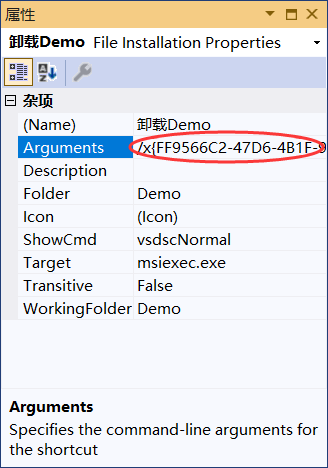 属性
卸载Demo File Installation Properties
杂项
(Name) 卸载Demo
Arguments /x{FF9566C2-47D6-4B1F-9
Description
Folder Demo
Icon (Icon)
ShowCmd vsdscNormal
Target msiexec.exe
Transitive False
WorkingFolder Demo
Arguments
Specifies the command-line arguments for
the shortcut